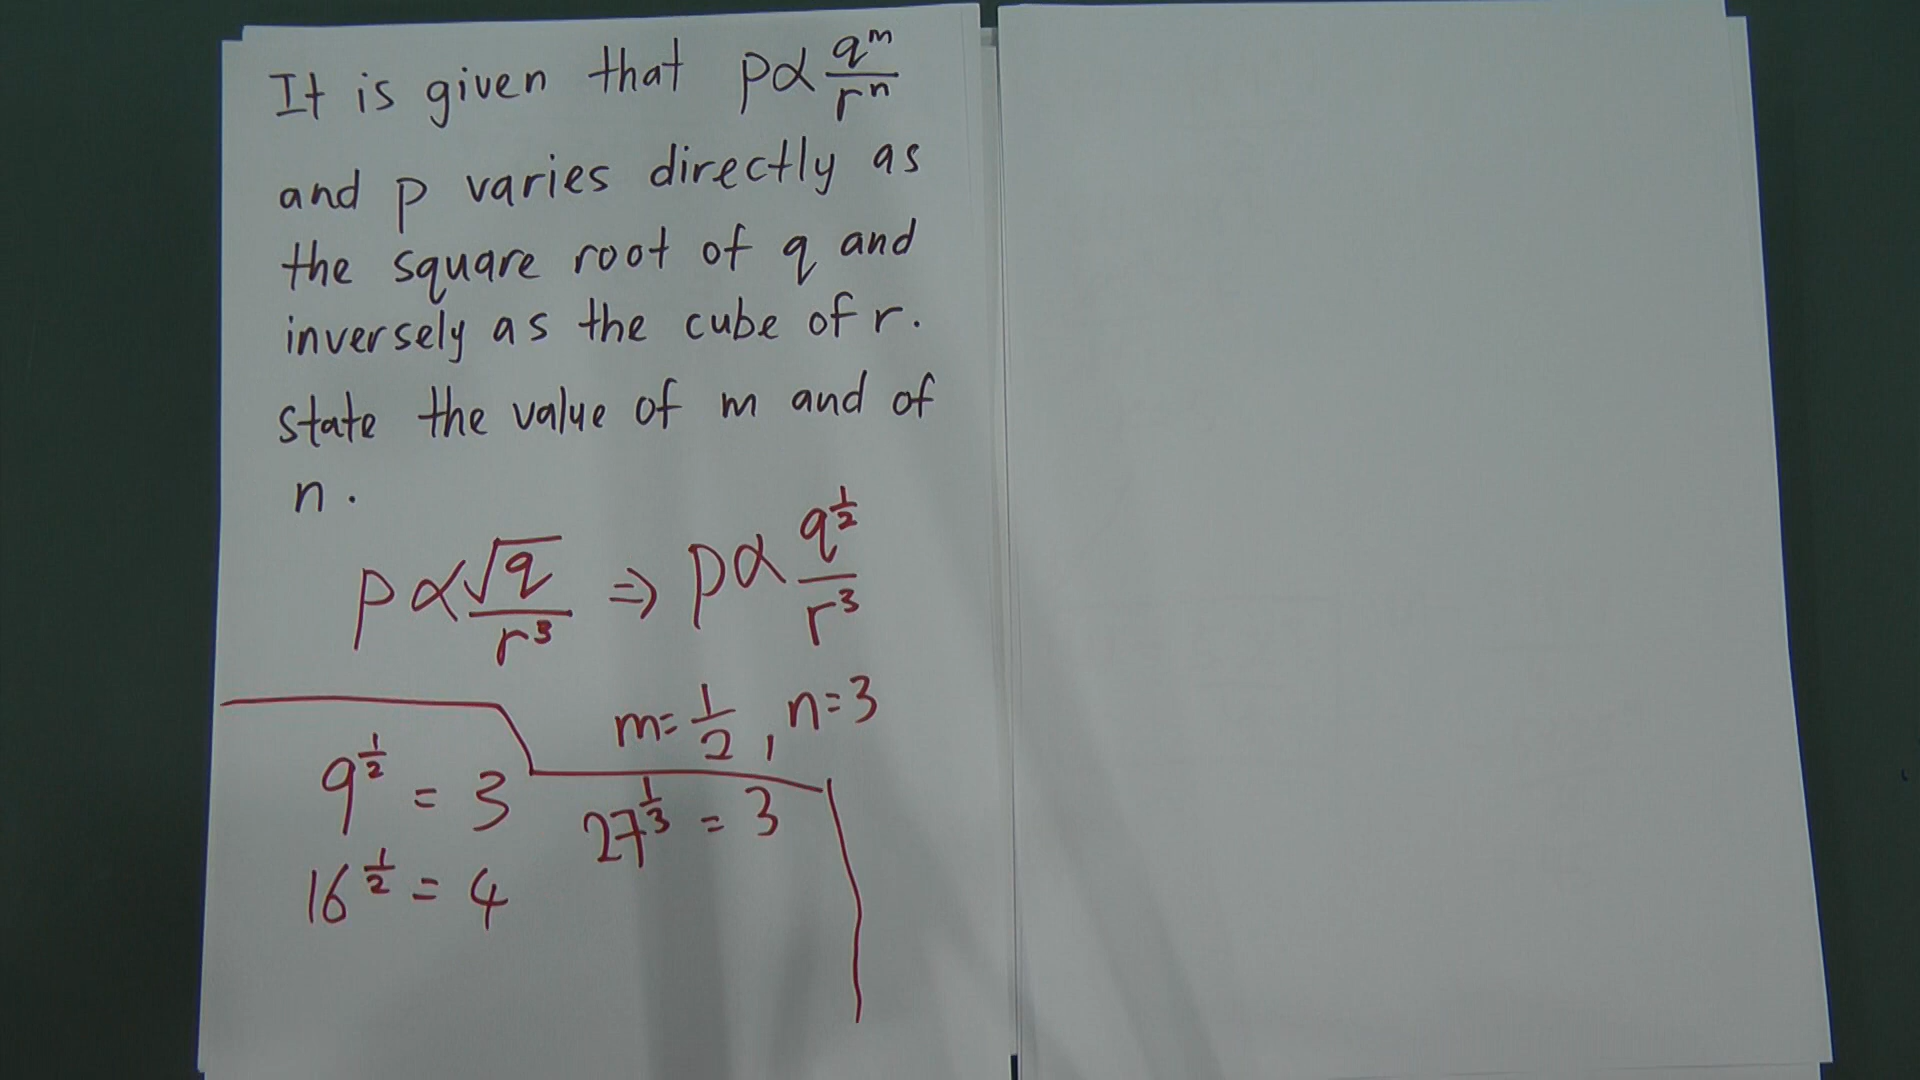 It is given that p∝q^m/r^n
and p varies directly as
the square root of q and
inversely as the cube of r.
State the value of m and of
n.
p∝√q/r³ ⇒ p∝q^½/r³
m=1/2, n=3
9^½ = 3
27^⅓ = 3
16^½ = 4